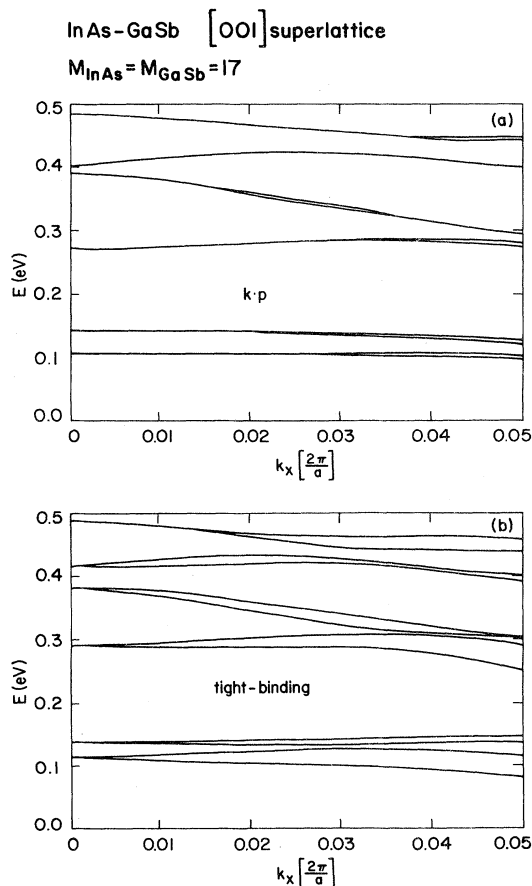 InAs-GaSb [001] superlattice
M_InAs = M_GaSb = 17
(a)
0.5
0.4
0.3
0.2
0.1
0.0
E (eV)
k·p
0 0.01 0.02 0.03 0.04 0.05
k_x [2π/a]
(b)
0.5
0.4
0.3
0.2
0.1
0.0
E (eV)
tight-binding
0 0.01 0.02 0.03 0.04 0.05
k_x [2π/a]